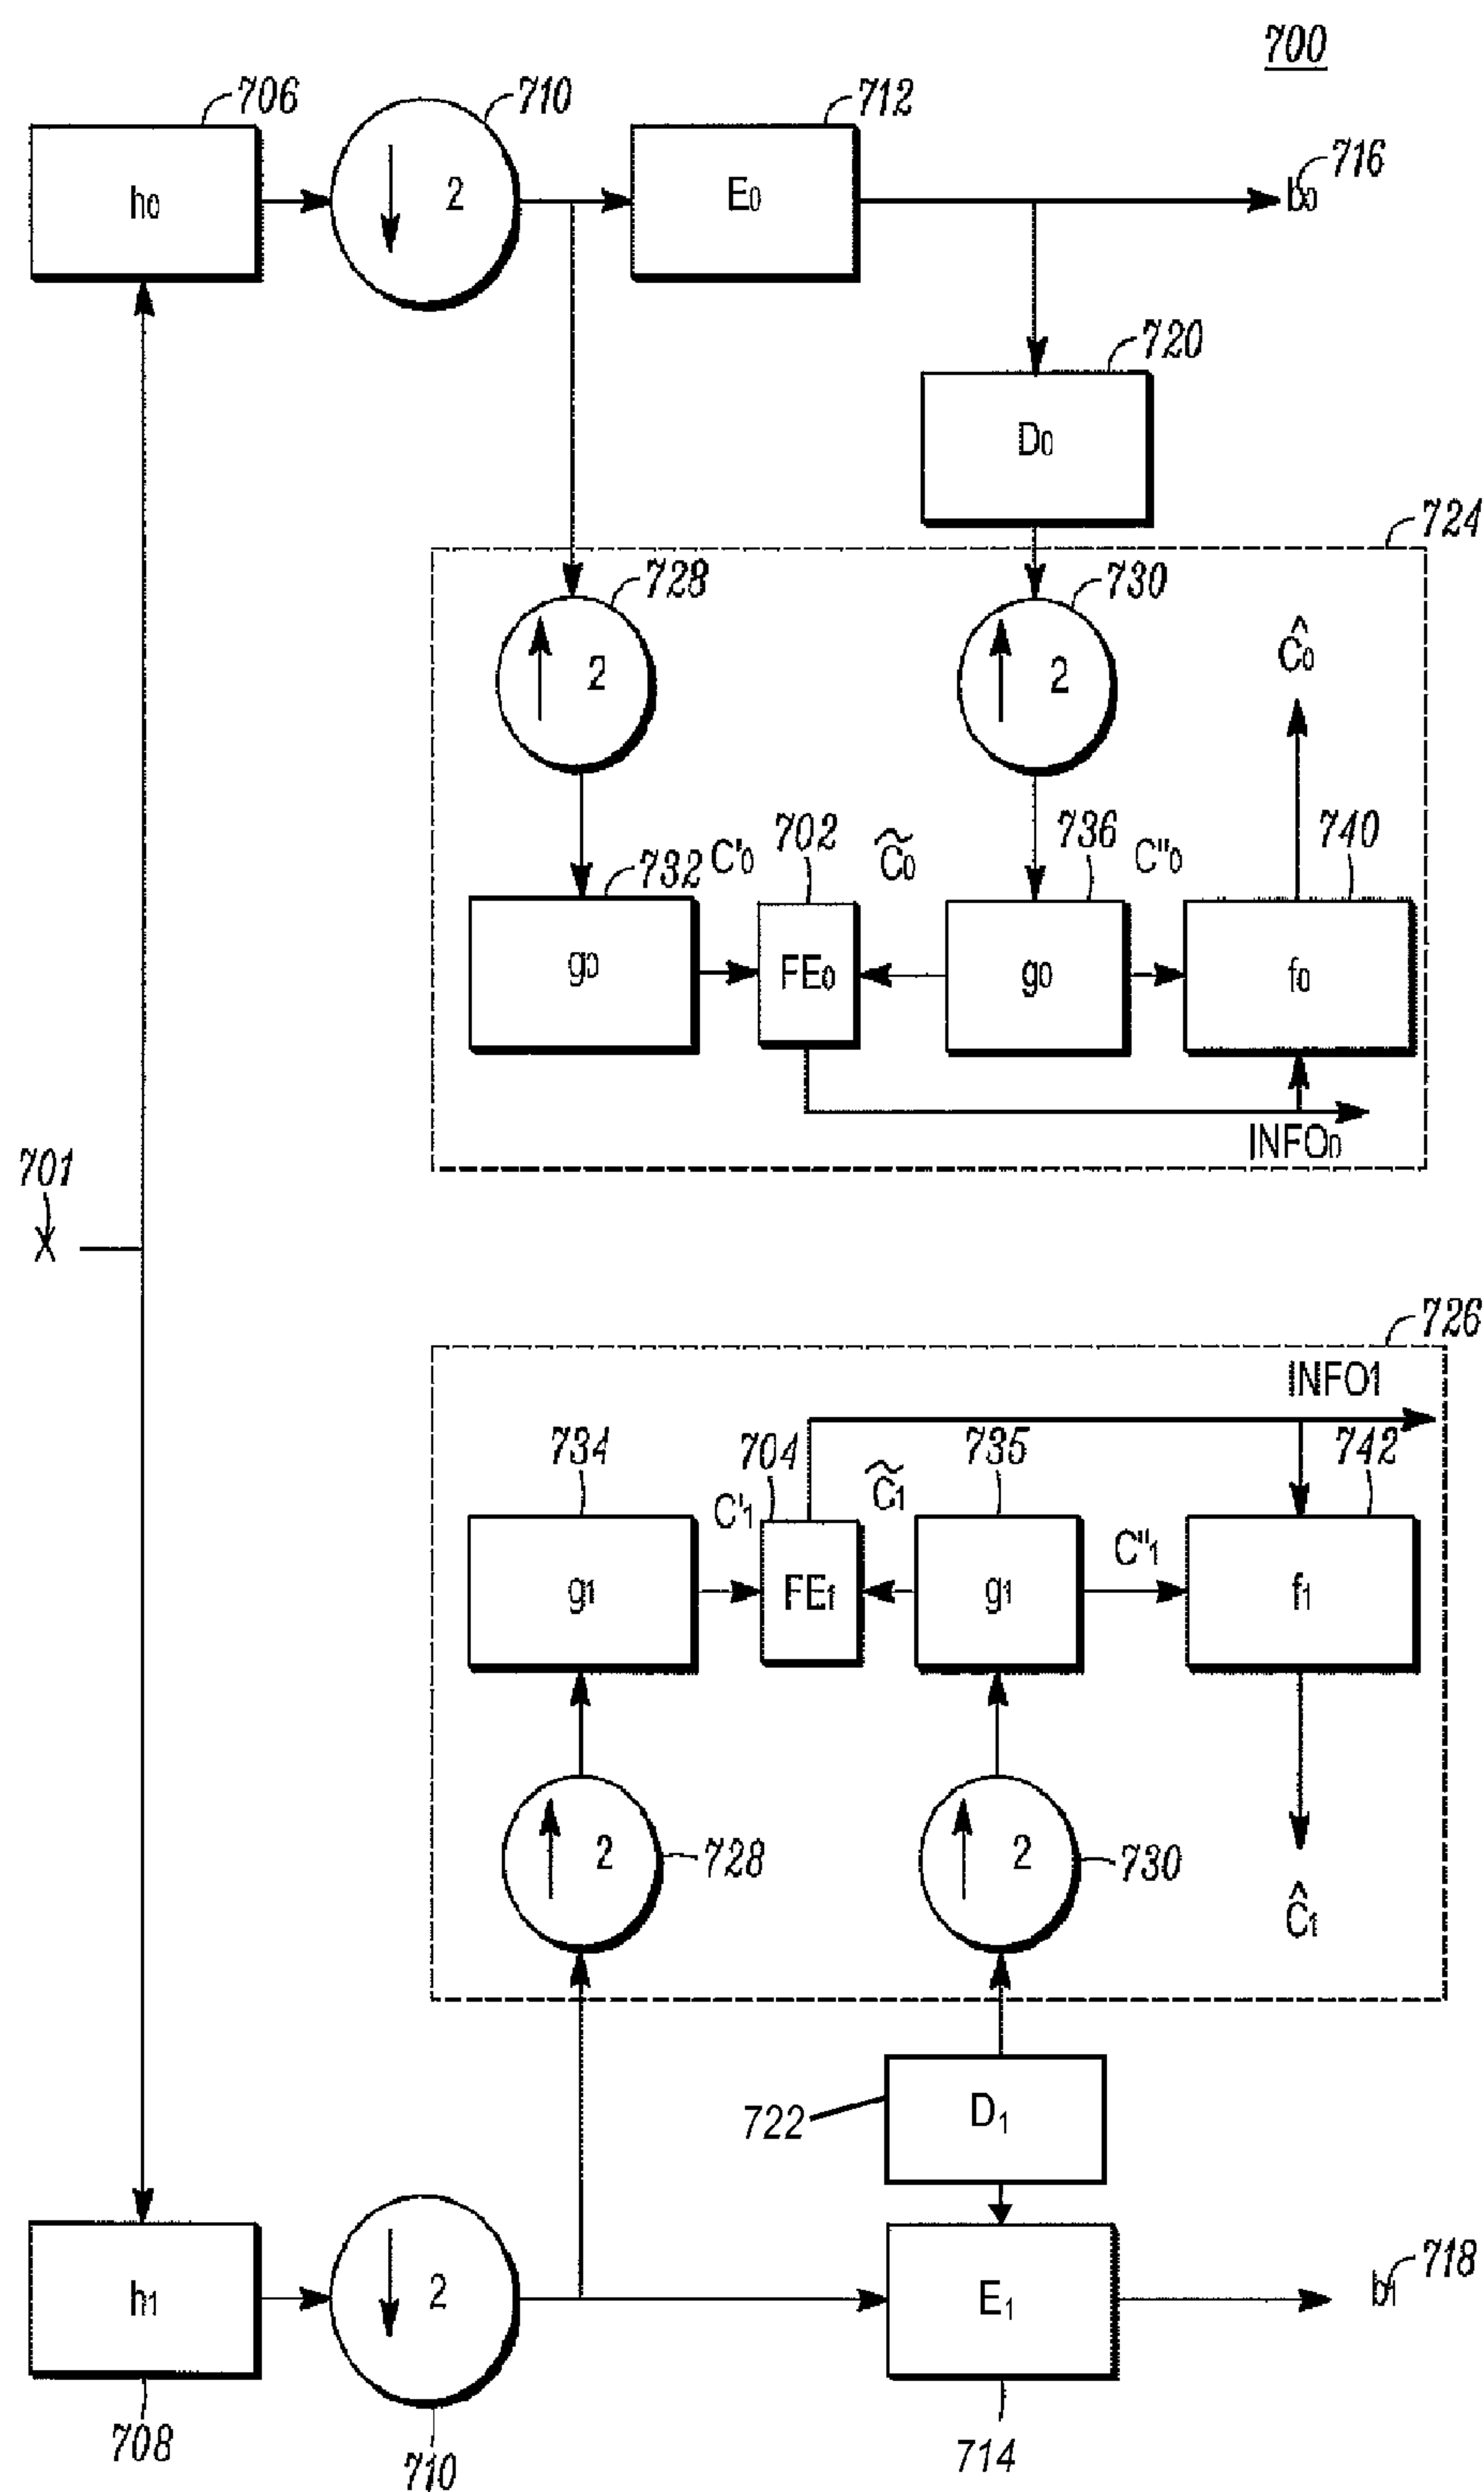 700
706
710
712
h₀
↓ 2
E₀
b₀
716
720
D₀
724
728
730
↑ 2
↑ 2
Ĉ₀
732
C'₀
702
C̃₀
736
C"₀
740
g₀
FE₀
g₀
f₀
INFO₀
701
X
726
INFO1
734
C'₁
704
C̃₁
735
C"₁
742
g₁
FE₁
g₁
f₁
↑ 2
728
↑ 2
730
Ĉ₁
722
D₁
h₁
↓ 2
E₁
b₁
718
708
710
714